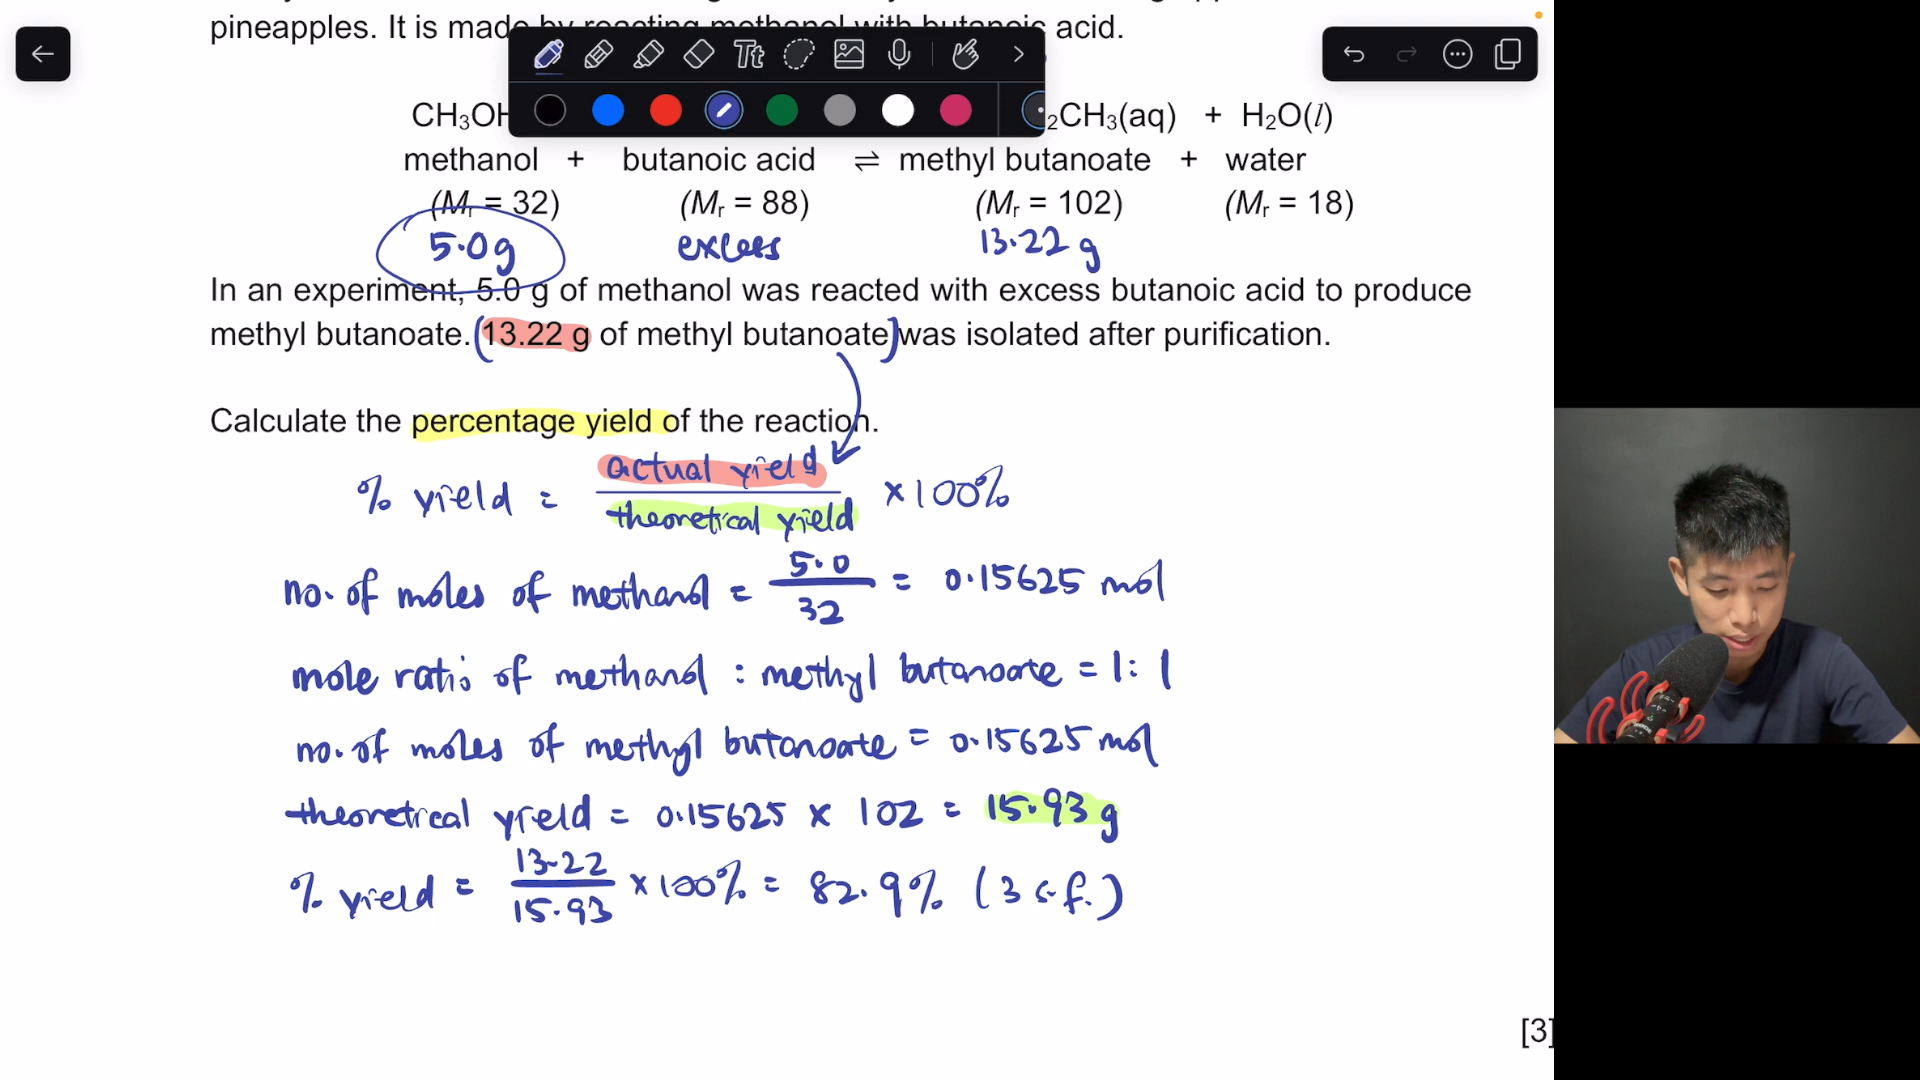 pineapples. It is made by reacting methanol with butanoic acid.
CH₃OH ₂CH₃(aq) + H₂O(l)
methanol + butanoic acid ⇌ methyl butanoate + water
(Mᵣ = 32) (Mᵣ = 88) (Mᵣ = 102) (Mᵣ = 18)
5.0g excess 13.22 g
In an experiment, 5.0 g of methanol was reacted with excess butanoic acid to produce
methyl butanoate. (13.22 g of methyl butanoate) was isolated after purification.
Calculate the percentage yield of the reaction.
% yield = actual yield / theoretical yield × 100%
no. of moles of methanol = 5.0 / 32 = 0.15625 mol
mole ratio of methanol : methyl butanoate = 1 : 1
no. of moles of methyl butanoate = 0.15625 mol
theoretical yield = 0.15625 × 102 = 15.93 g
% yield = 13.22 / 15.93 × 100% = 82.9% (3 s.f.)
[3]
Tt